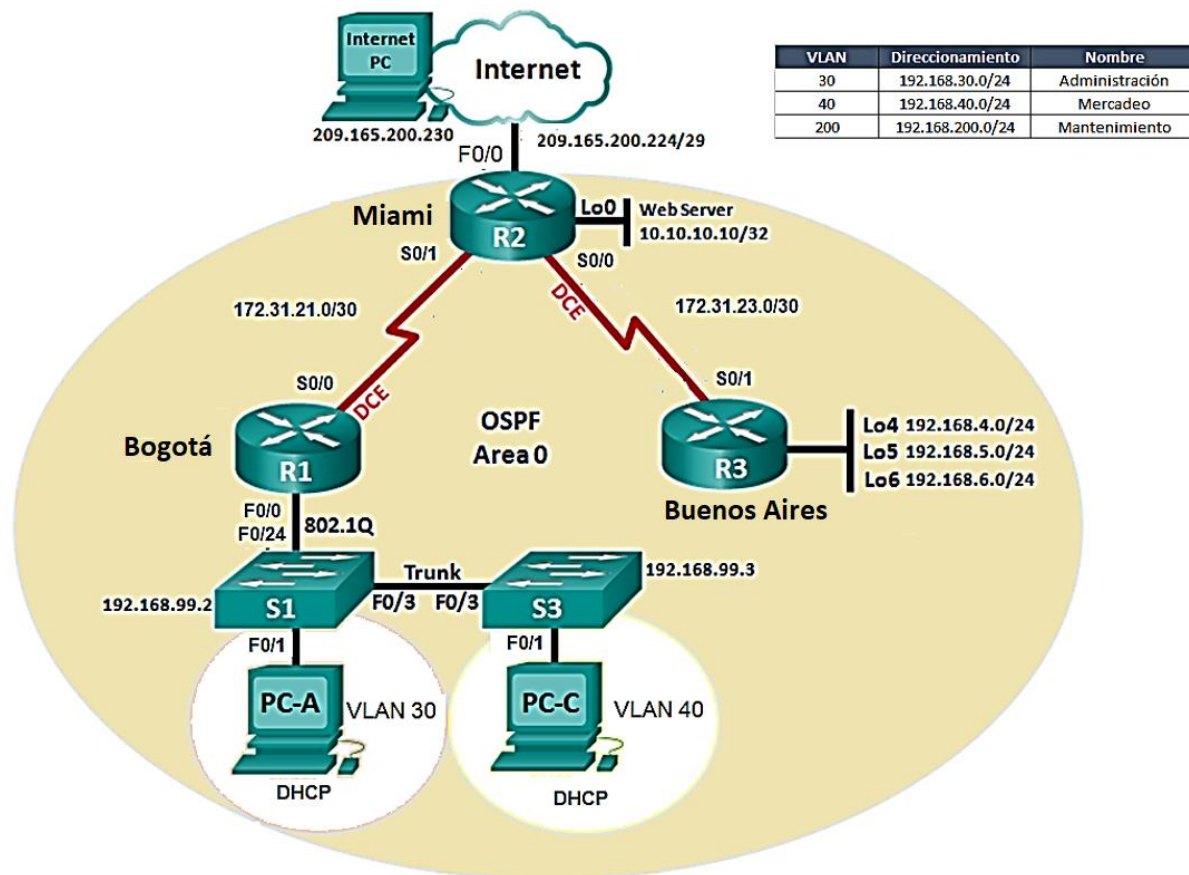 Internet
PC
Internet
209.165.200.230
209.165.200.224/29
F0/0
VLAN Direccionamiento Nombre
30 192.168.30.0/24 Administración
40 192.168.40.0/24 Mercadeo
200 192.168.200.0/24 Mantenimiento
Miami
R2
Lo0
Web Server
10.10.10.10/32
S0/1
S0/0
DCE
172.31.21.0/30
172.31.23.0/30
S0/0
DCE
S0/1
OSPF
Area 0
Bogotá
R1
R3
Buenos Aires
Lo4 192.168.4.0/24
Lo5 192.168.5.0/24
Lo6 192.168.6.0/24
F0/0
F0/24
802.1Q
Trunk
192.168.99.2
S1
F0/3 F0/3
S3
192.168.99.3
F0/1
F0/1
PC-A
VLAN 30
DHCP
PC-C
VLAN 40
DHCP